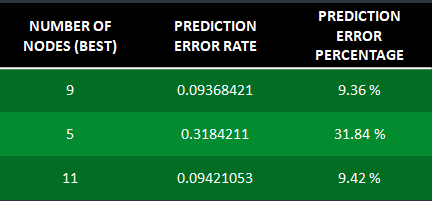 NUMBER OF NODES (BEST) PREDICTION ERROR RATE PREDICTION ERROR PERCENTAGE
9 0.09368421 9.36 %
5 0.3184211 31.84 %
11 0.09421053 9.42 %